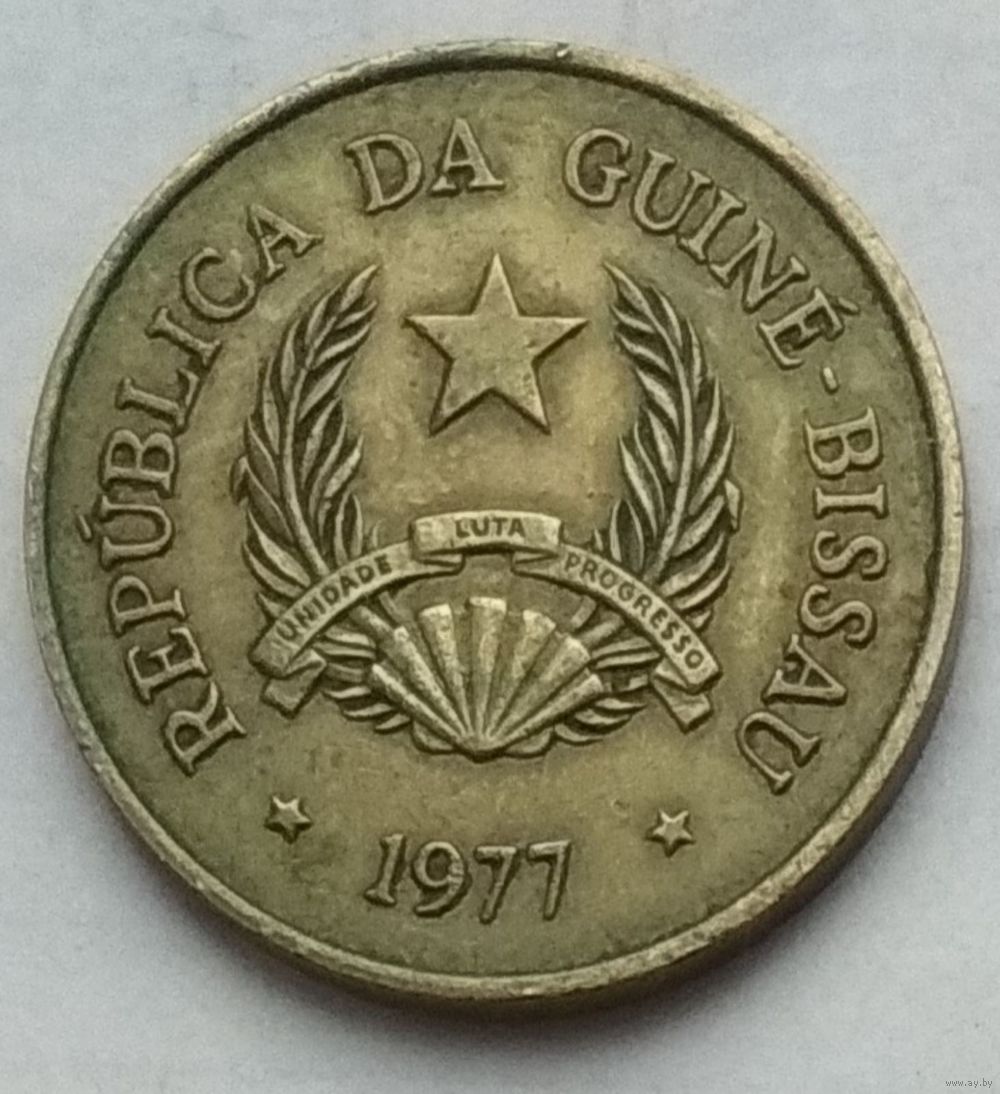 REPÚBLICA DA GUINÉ-BISSAU
UNIDADE LUTA PROGRESSO
1977
www.ay.by